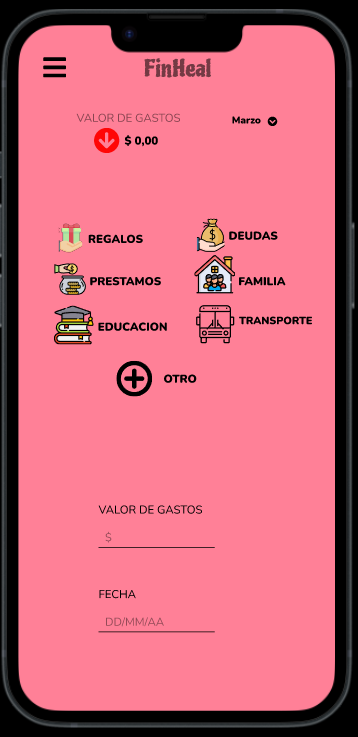 FinHeal
VALOR DE GASTOS
Marzo
$ 0,00
REGALOS
DEUDAS
PRESTAMOS
FAMILIA
EDUCACION
TRANSPORTE
OTRO
VALOR DE GASTOS
$
FECHA
DD/MM/AA